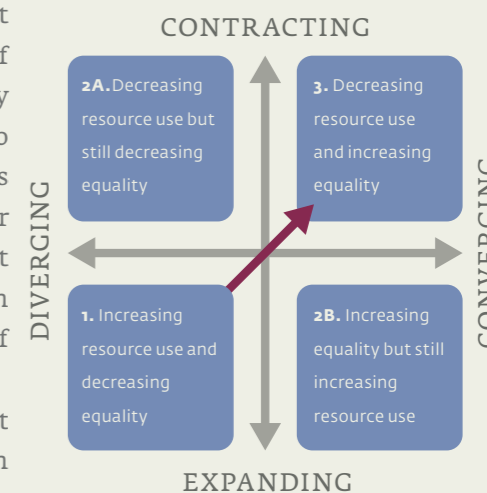 CONTRACTING
2A. Decreasing
resource use but
still decreasing
equality
3. Decreasing
resource use
and increasing
equality
DIVERGING
1. Increasing
resource use and
decreasing
equality
2B. Increasing
equality but still
increasing
resource use
EXPANDING